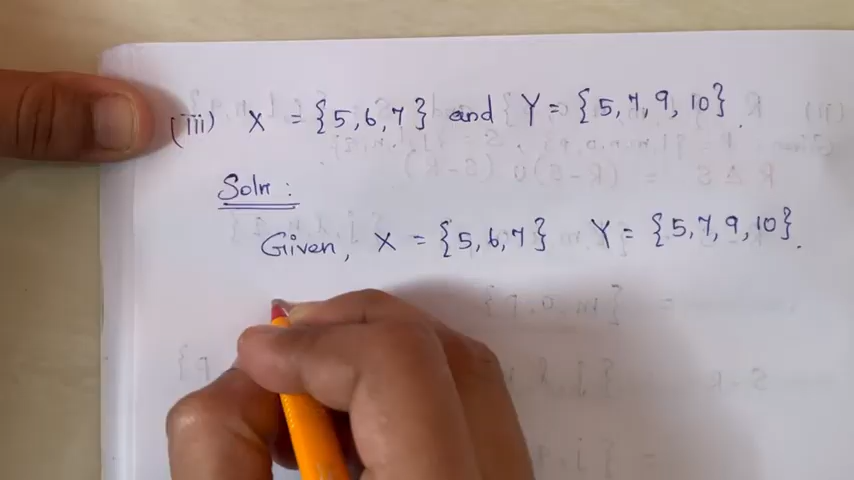 (iii) X = {5,6,7} and Y = {5,7,9,10}.
Soln :
Given, X = {5,6,7} Y = {5,7,9,10}.